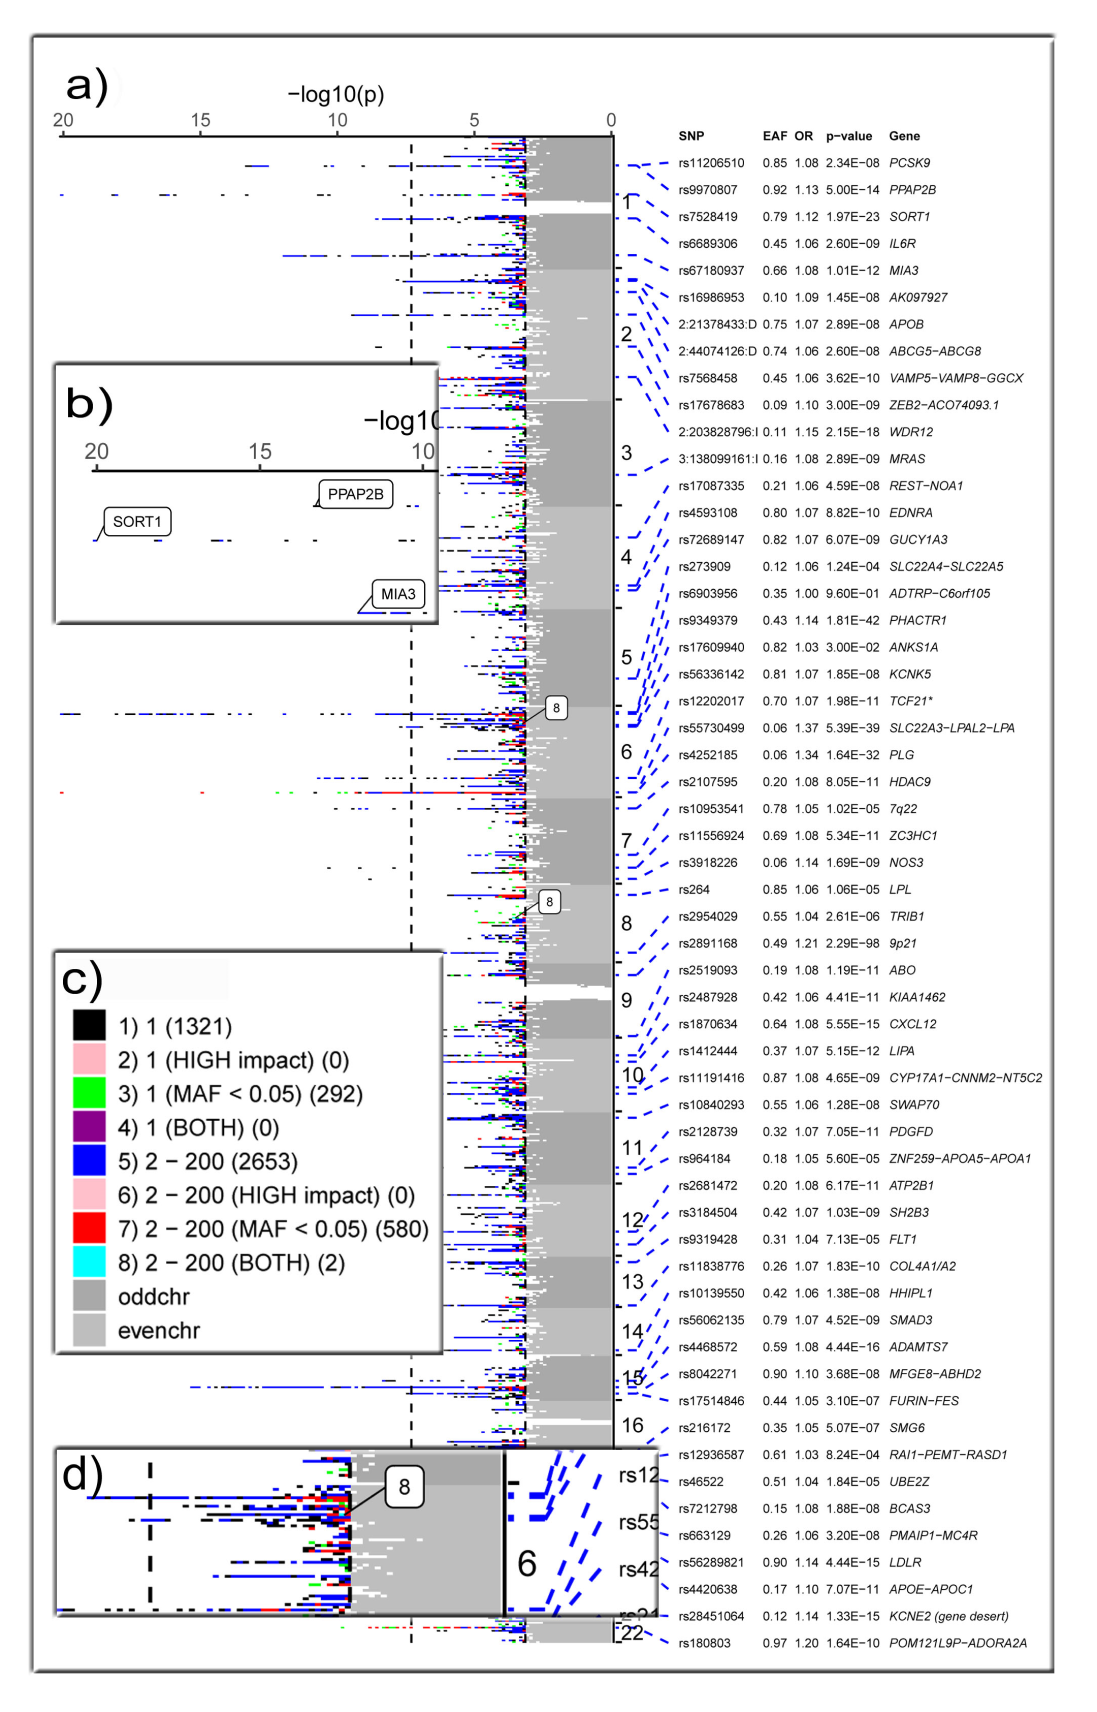 a)
−log10(p)
20 15 10 5 0
SNP EAF OR p−value Gene
rs11206510 0.85 1.08 2.34E−08 PCSK9
rs9970807 0.92 1.13 5.00E−14 PPAP2B
rs7528419 0.79 1.12 1.97E−23 SORT1
rs6689306 0.45 1.06 2.60E−09 IL6R
rs67180937 0.66 1.08 1.01E−12 MIA3
rs16986953 0.10 1.09 1.45E−08 AK097927
2:21378433:D 0.75 1.07 2.89E−08 APOB
2:44074126:D 0.74 1.06 2.60E−08 ABCG5−ABCG8
rs7568458 0.45 1.06 3.62E−10 VAMP5−VAMP8−GGCX
rs17678683 0.09 1.10 3.00E−09 ZEB2−ACO74093.1
2:203828796:I 0.11 1.15 2.15E−18 WDR12
3:138099161:I 0.16 1.08 2.89E−09 MRAS
rs17087335 0.21 1.06 4.59E−08 REST−NOA1
rs4593108 0.80 1.07 8.82E−10 EDNRA
rs72689147 0.82 1.07 6.07E−09 GUCY1A3
rs273909 0.12 1.06 1.24E−04 SLC22A4−SLC22A5
rs6903956 0.35 1.00 9.60E−01 ADTRP−C6orf105
rs9349379 0.43 1.14 1.81E−42 PHACTR1
rs17609940 0.82 1.03 3.00E−02 ANKS1A
rs56336142 0.81 1.07 1.85E−08 KCNK5
rs12202017 0.70 1.07 1.98E−11 TCF21*
rs55730499 0.06 1.37 5.39E−39 SLC22A3−LPAL2−LPA
rs4252185 0.06 1.34 1.64E−32 PLG
rs2107595 0.20 1.08 8.05E−11 HDAC9
rs10953541 0.78 1.05 1.02E−05 7q22
rs11556924 0.69 1.08 5.34E−11 ZC3HC1
rs3918226 0.06 1.14 1.69E−09 NOS3
rs264 0.85 1.06 1.06E−05 LPL
rs2954029 0.55 1.04 2.61E−06 TRIB1
rs2891168 0.49 1.21 2.29E−98 9p21
rs2519093 0.19 1.08 1.19E−11 ABO
rs2487928 0.42 1.06 4.41E−11 KIAA1462
rs1870634 0.64 1.08 5.55E−15 CXCL12
rs1412444 0.37 1.07 5.15E−12 LIPA
rs11191416 0.87 1.08 4.65E−09 CYP17A1−CNNM2−NT5C2
rs10840293 0.55 1.06 1.28E−08 SWAP70
rs2128739 0.32 1.07 7.05E−11 PDGFD
rs964184 0.18 1.05 5.60E−05 ZNF259−APOA5−APOA1
rs2681472 0.20 1.08 6.17E−11 ATP2B1
rs3184504 0.42 1.07 1.03E−09 SH2B3
rs9319428 0.31 1.04 7.13E−05 FLT1
rs11838776 0.26 1.07 1.83E−10 COL4A1/A2
rs10139550 0.42 1.06 1.38E−08 HHIPL1
rs56062135 0.79 1.07 4.52E−09 SMAD3
rs4468572 0.59 1.08 4.44E−16 ADAMTS7
rs8042271 0.90 1.10 3.68E−08 MFGE8−ABHD2
rs17514846 0.44 1.05 3.10E−07 FURIN−FES
rs216172 0.35 1.05 5.07E−07 SMG6
rs12936587 0.61 1.03 8.24E−04 RAI1−PEMT−RASD1
rs46522 0.51 1.04 1.84E−05 UBE2Z
rs7212798 0.15 1.08 1.88E−08 BCAS3
rs663129 0.26 1.06 3.20E−08 PMAIP1−MC4R
rs56289821 0.90 1.14 4.44E−15 LDLR
rs4420638 0.17 1.10 7.07E−11 APOE−APOC1
rs28451064 0.12 1.14 1.33E−15 KCNE2 (gene desert)
rs180803 0.97 1.20 1.64E−10 POM121L9P−ADORA2A
1
2
3
4
5
6
7
8
9
10
11
12
13
14
15
16
22
8
8
b)
−log10
20 15 10
PPAP2B
SORT1
MIA3
c)
1) 1 (1321)
2) 1 (HIGH impact) (0)
3) 1 (MAF < 0.05) (292)
4) 1 (BOTH) (0)
5) 2 − 200 (2653)
6) 2 − 200 (HIGH impact) (0)
7) 2 − 200 (MAF < 0.05) (580)
8) 2 − 200 (BOTH) (2)
oddchr
evenchr
d)
8
6
rs12
rs55
rs42